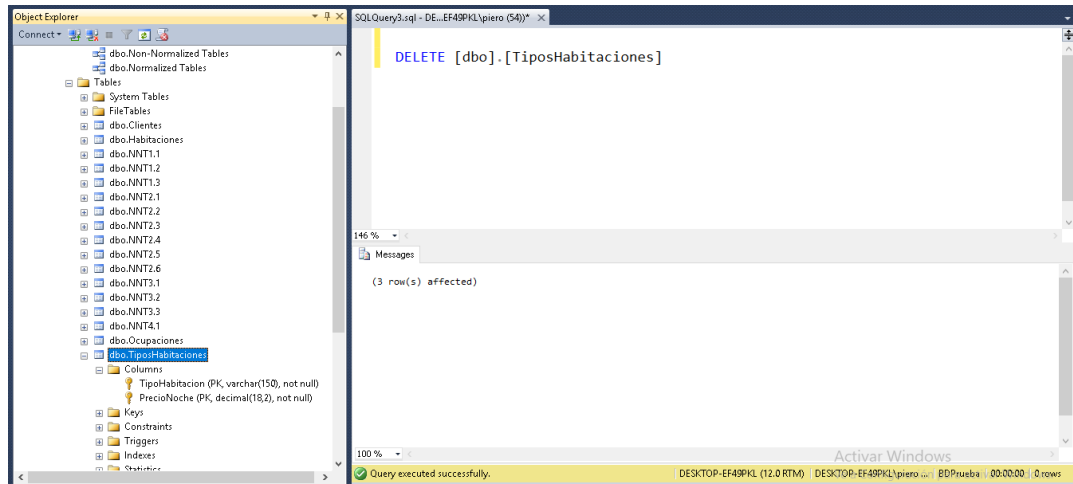 Object Explorer
Connect
dbo.Non-Normalized Tables
dbo.Normalized Tables
Tables
System Tables
FileTables
dbo.Clientes
dbo.Habitaciones
dbo.NNT1.1
dbo.NNT1.2
dbo.NNT1.3
dbo.NNT2.1
dbo.NNT2.2
dbo.NNT2.3
dbo.NNT2.4
dbo.NNT2.5
dbo.NNT2.6
dbo.NNT3.1
dbo.NNT3.2
dbo.NNT3.3
dbo.NNT4.1
dbo.Ocupaciones
dbo.TiposHabitaciones
Columns
TipoHabitacion (PK, varchar(150), not null)
PrecioNoche (PK, decimal(18,2), not null)
Keys
Constraints
Triggers
Indexes
Statistics
SQLQuery3.sql - DE...EF49PKL\piero (54))*
DELETE [dbo].[TiposHabitaciones]
146 %
Messages
(3 row(s) affected)
100 %
Activar Windows
Query executed successfully.
DESKTOP-EF49PKL (12.0 RTM)
DESKTOP-EF49PKL\piero ...
BDPrueba
00:00:00
0 rows